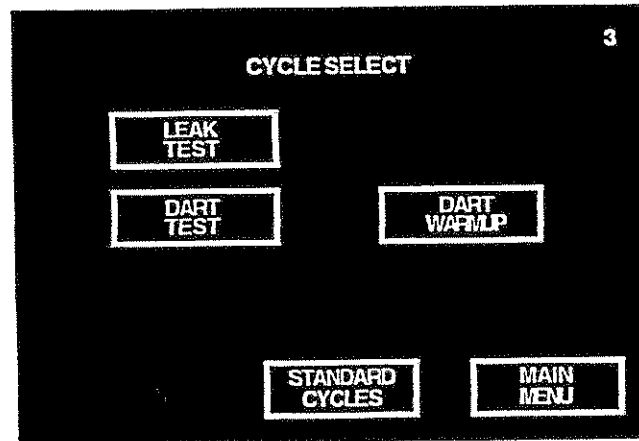 3
CYCLE SELECT
LEAK
TEST
DART
TEST
DART
WARMUP
STANDARD
CYCLES
MAIN
MENU